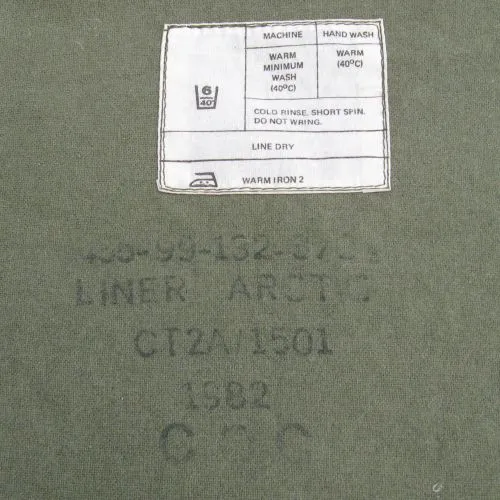 MACHINE HAND WASH
6
40°
WARM MINIMUM WASH (40°C)
WARM (40°C)
COLD RINSE. SHORT SPIN.
DO NOT WRING.
LINE DRY
WARM IRON 2
LINER ARCTIC
CT2A/1501
1982